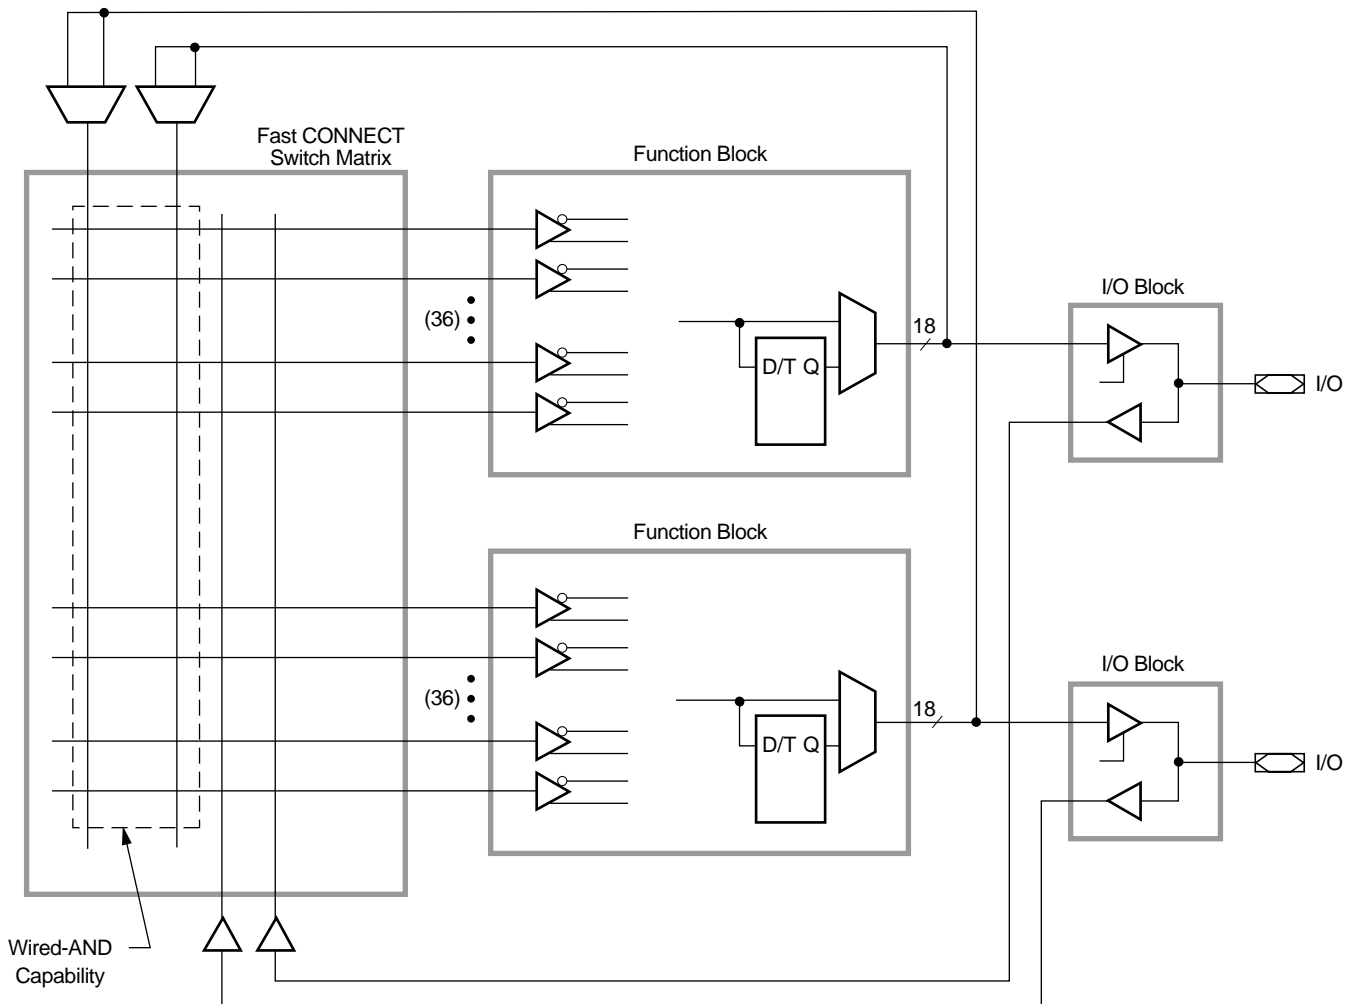 Fast CONNECT
Switch Matrix
Function Block
(36)
D/T Q
18
I/O Block
I/O
Function Block
(36)
D/T Q
18
I/O Block
I/O
Wired-AND
Capability